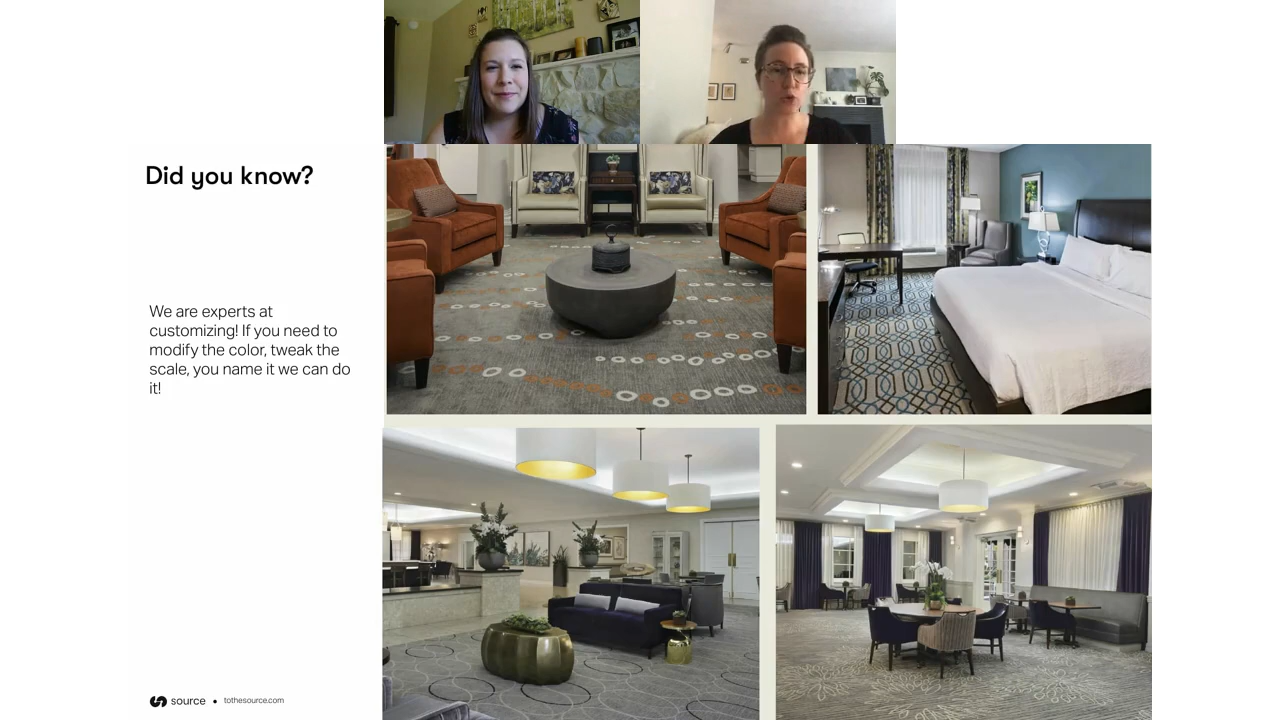 Did you know?
We are experts at
customizing! If you need to
modify the color, tweak the
scale, you name it we can do
it!
source • tothesource.com